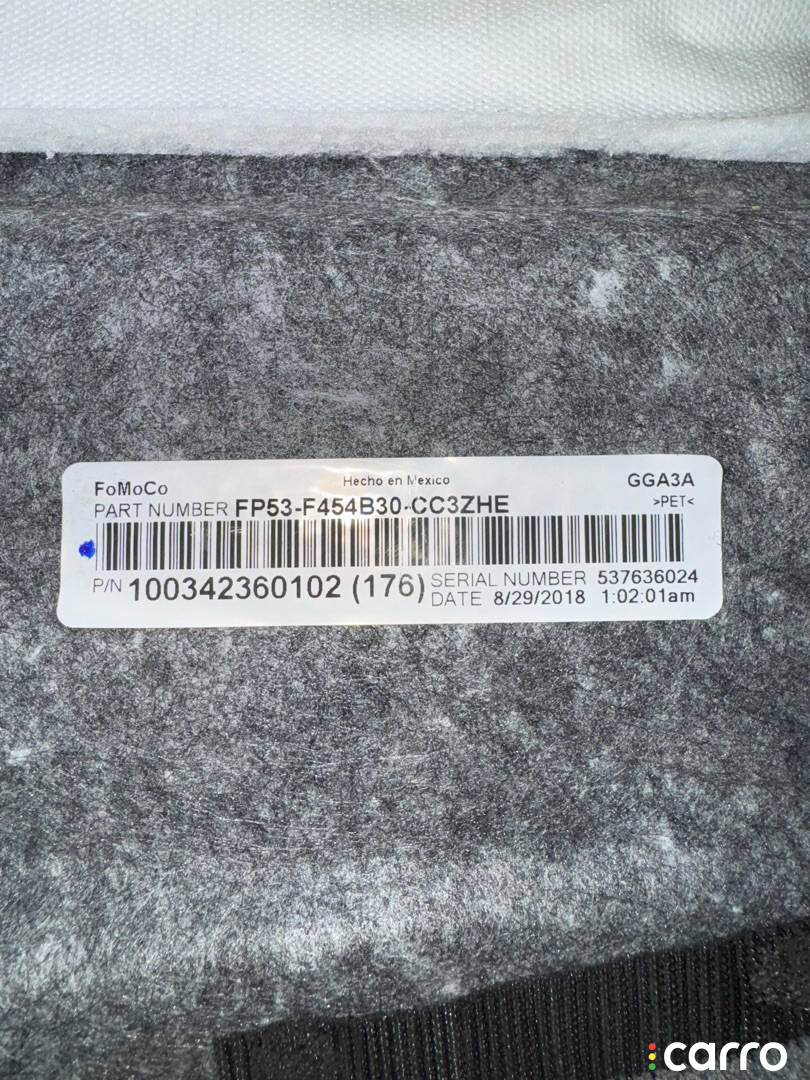 FoMoCo Hecho en Mexico GGA3A
PART NUMBER FP53-F454B30-CC3ZHE >PET<
P/N 100342360102 (176) SERIAL NUMBER 537636024
DATE 8/29/2018 1:02:01am
carro